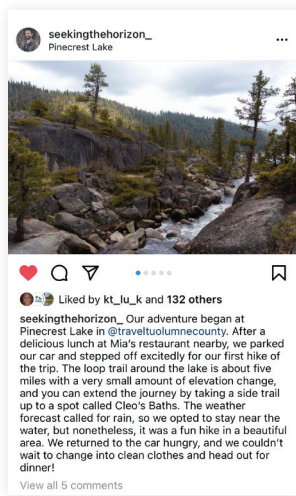 seekingthehorizon_
Pinecrest Lake
Liked by kt_lu_k and 132 others
seekingthehorizon_ Our adventure began at
Pinecrest Lake in @traveltuolumnecounty. After a
delicious lunch at Mia's restaurant nearby, we parked
our car and stepped off excitedly for our first hike of
the trip. The loop trail around the lake is about five
miles with a very small amount of elevation change,
and you can extend the journey by taking a side trail
up to a spot called Cleo's Baths. The weather
forecast called for rain, so we opted to stay near the
water, but nonetheless, it was a fun hike in a beautiful
area. We returned to the car hungry, and we couldn't
wait to change into clean clothes and head out for
dinner!
View all 5 comments